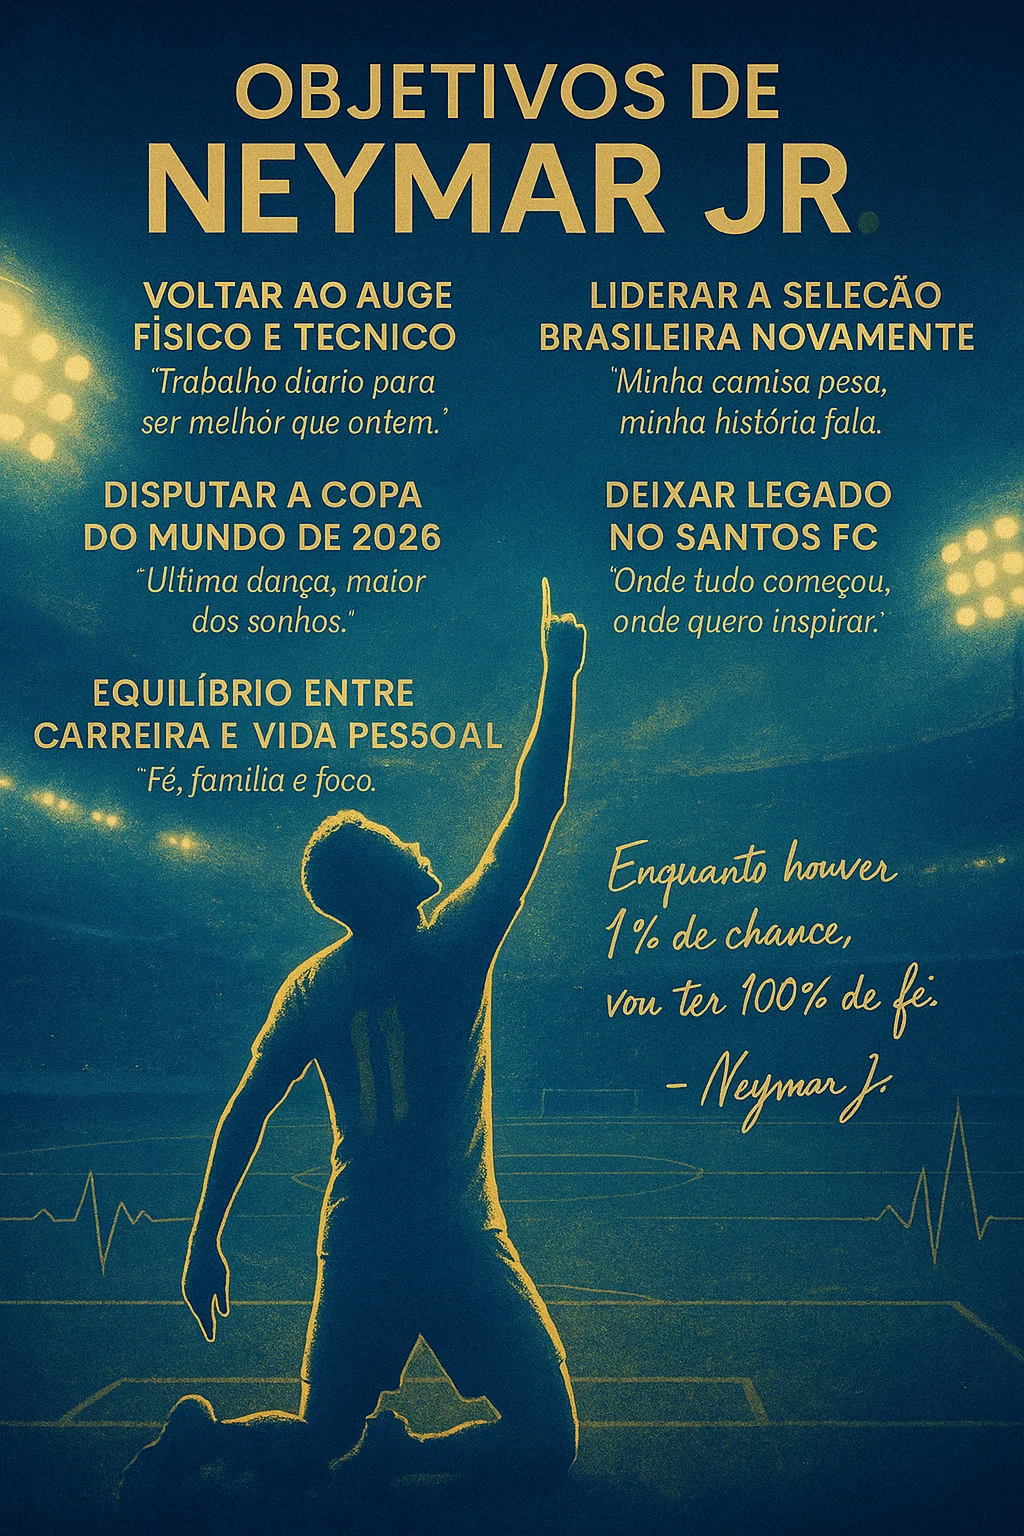 OBJETIVOS DE
NEYMAR JR.
VOLTAR AO AUGE
FÍSICO E TECNICO
“Trabalho diario para
ser melhor que ontem.’
LIDERAR A SELECÃO
BRASILEIRA NOVAMENTE
“Minha camisa pesa,
minha história fala.
DISPUTAR A COPA
DO MUNDO DE 2026
“Ultima dança, maior
dos sonhos."
DEIXAR LEGADO
NO SANTOS FC
“Onde tudo começou,
onde quero inspirar.’
EQUILÍBRIO ENTRE
CARREIRA E VIDA PES5OAL
“Fé, familia e foco.
Enquanto houver
1% de chance,
vou ter 100% de fé.
– Neymar J.
11